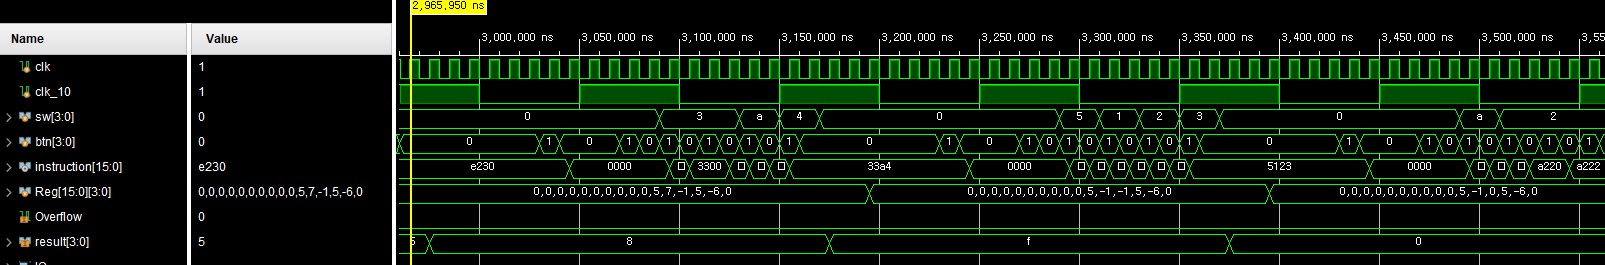 2,965,950 ns
Name Value
3,000,000 ns 3,050,000 ns 3,100,000 ns 3,150,000 ns 3,200,000 ns 3,250,000 ns 3,300,000 ns 3,350,000 ns 3,400,000 ns 3,450,000 ns 3,500,000 ns 3,55
clk 1
clk_10 1
sw[3:0] 0 0 3 a 4 0 5 1 2 3 0 a 2
btn[3:0] 0 0 1 0 1 0 1 0 1 0 1 0 1 0 1 0 1 0 1 0 1 0 1 0 1 0 1 0 1 0 1 0 1
instruction[15:0] e230 e230 0000 3300 33a4 0000 5123 0000 a220 a222
Reg[15:0][3:0] 0,0,0,0,0,0,0,0,0,0,5,7,-1,5,-6,0 0,0,0,0,0,0,0,0,0,0,5,7,-1,5,-6,0 0,0,0,0,0,0,0,0,0,0,5,-1,-1,5,-6,0 0,0,0,0,0,0,0,0,0,0,5,-1,0,5,-6,0
Overflow 0
result[3:0] 5 5 8 f 0